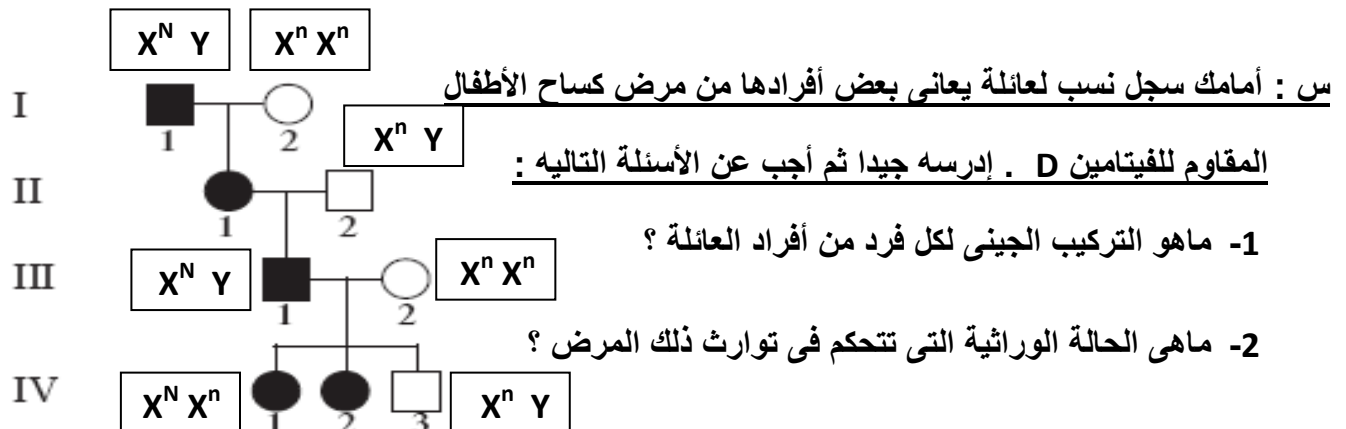 X^N Y   X^n X^n
س : أمامك سجل نسب لعائلة يعانى بعض أفرادها من مرض كساح الأطفال
I
1   2
X^n Y
المقاوم للفيتامين D . إدرسه جيدا ثم أجب عن الأسئلة التاليه :
II
1   2
1- ماهو التركيب الجينى لكل فرد من أفراد العائلة ؟
III
X^N Y   X^n X^n
1   2
2- ماهى الحالة الوراثية التى تتحكم فى توارث ذلك المرض ؟
IV
X^N X^n   X^n Y
1   2   3